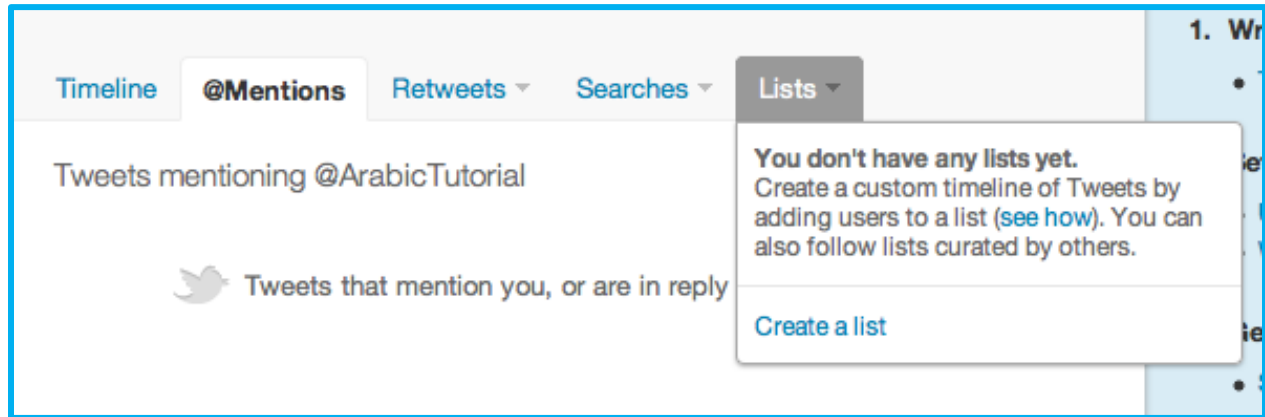 Timeline @Mentions Retweets Searches Lists
Tweets mentioning @ArabicTutorial
Tweets that mention you, or are in reply
You don't have any lists yet.
Create a custom timeline of Tweets by
adding users to a list (see how). You can
also follow lists curated by others.
Create a list
1.